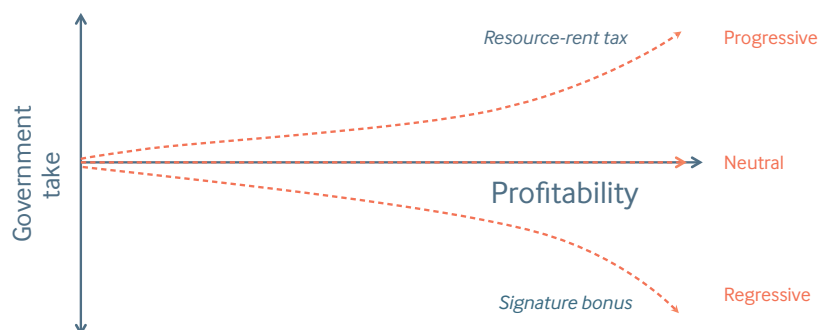 Resource-rent tax
Progressive
Government
take
Neutral
Profitability
Regressive
Signature bonus